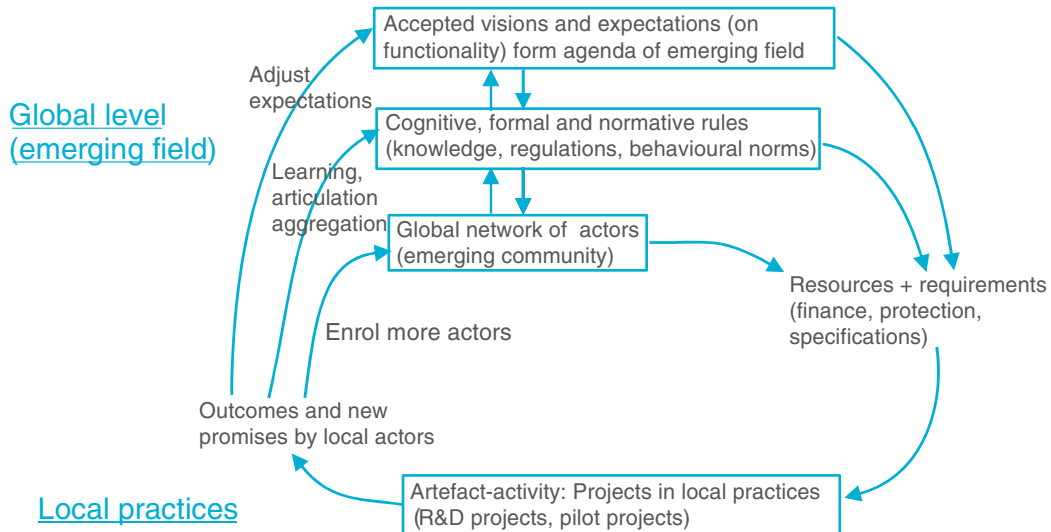 Accepted visions and expectations (on
functionality) form agenda of emerging field
Adjust
expectations
Global level
(emerging field)
Cognitive, formal and normative rules
(knowledge, regulations, behavioural norms)
Learning,
articulation
aggregation
Global network of actors
(emerging community)
Resources + requirements
(finance, protection,
specifications)
Enrol more actors
Outcomes and new
promises by local actors
Artefact-activity: Projects in local practices
(R&D projects, pilot projects)
Local practices